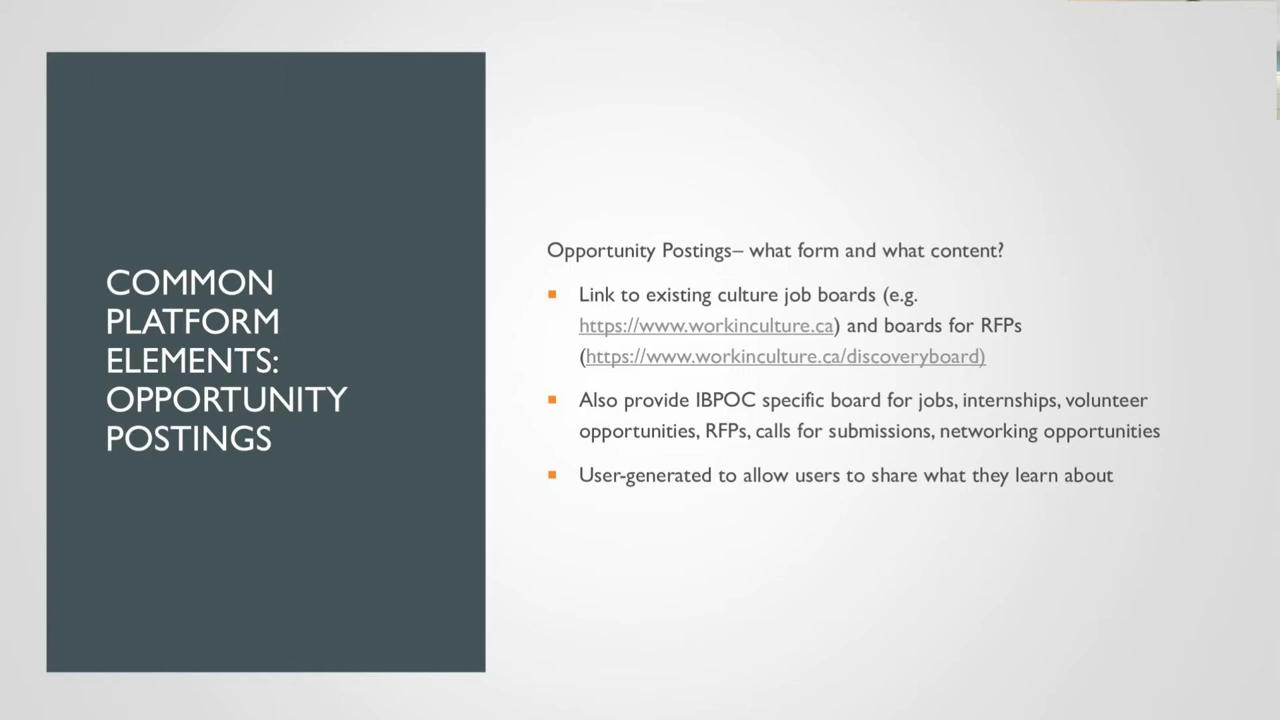 COMMON
PLATFORM
ELEMENTS:
OPPORTUNITY
POSTINGS
Opportunity Postings– what form and what content?
Link to existing culture job boards (e.g.
https://www.workinculture.ca) and boards for RFPs
(https://www.workinculture.ca/discoveryboard)
Also provide IBPOC specific board for jobs, internships, volunteer
opportunities, RFPs, calls for submissions, networking opportunities
User-generated to allow users to share what they learn about